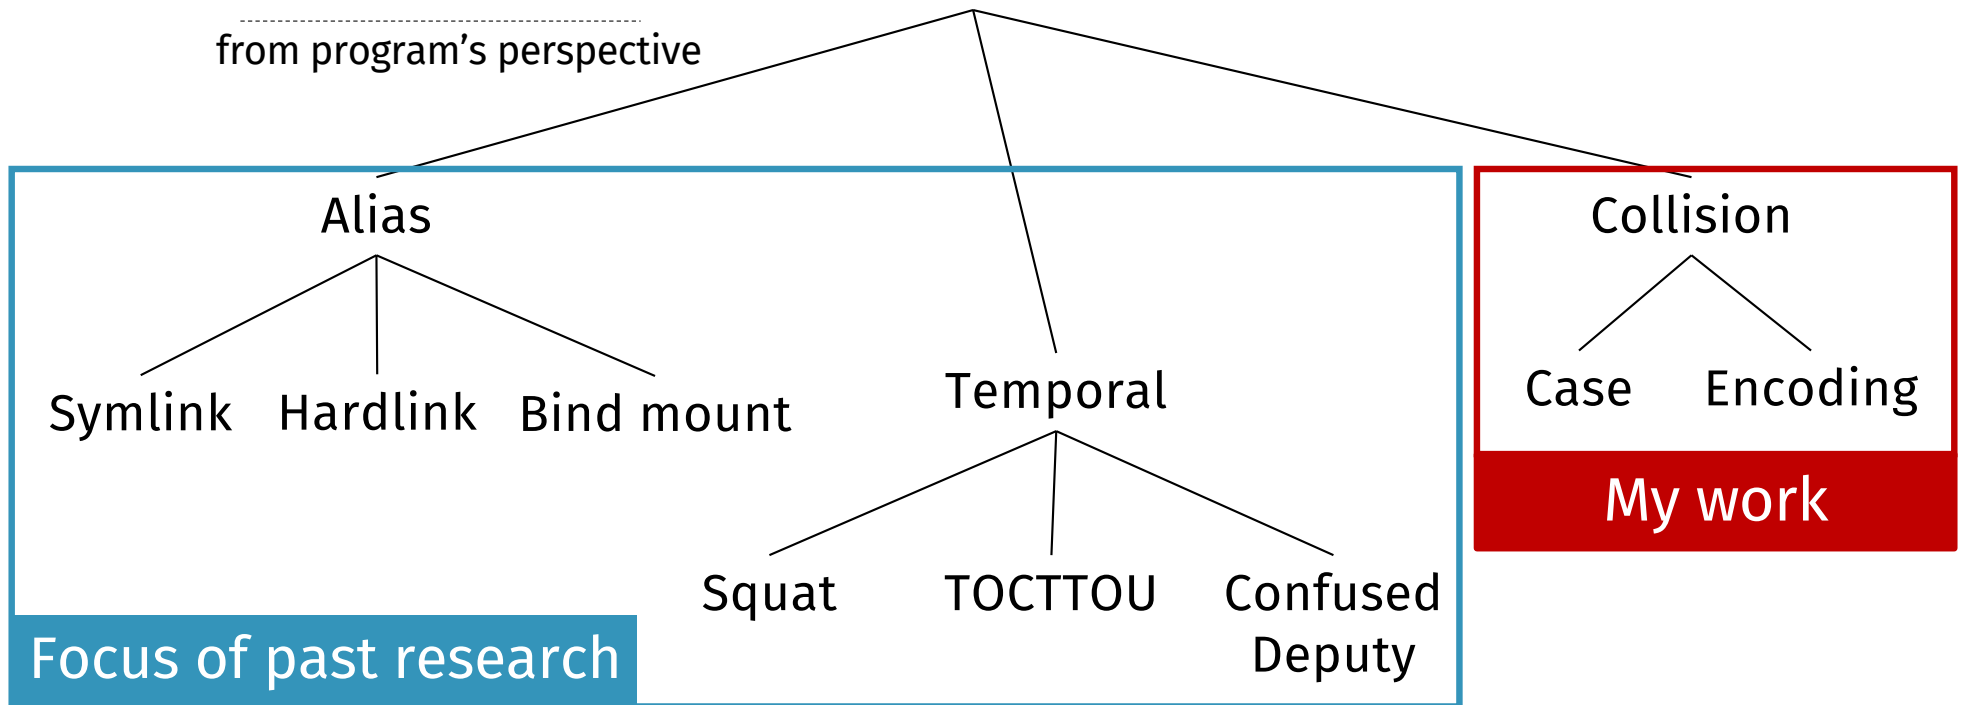 from program’s perspective
Alias
Collision
Symlink
Hardlink
Bind mount
Temporal
Case
Encoding
My work
Squat
TOCTTOU
Confused
Deputy
Focus of past research